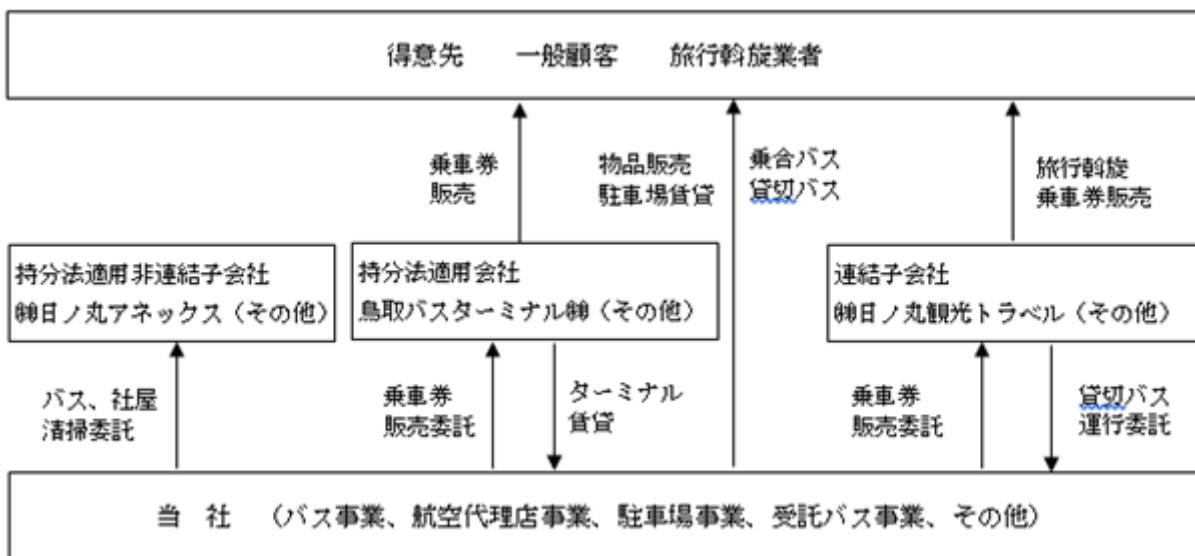 得意先　　一般顧客　　旅行斡旋業者
乗車券
販売
物品販売
駐車場賃貸
乗合バス
貸切バス
旅行斡旋
乗車券販売
持分法適用非連結子会社
㈱日ノ丸アネックス（その他）
持分法適用会社
鳥取バスターミナル㈱（その他）
連結子会社
㈱日ノ丸観光トラベル（その他）
バス、社屋
清掃委託
乗車券
販売委託
ターミナル
賃貸
乗車券
販売委託
貸切バス
運行委託
当　社　（バス事業、航空代理店事業、駐車場事業、受託バス事業、その他）